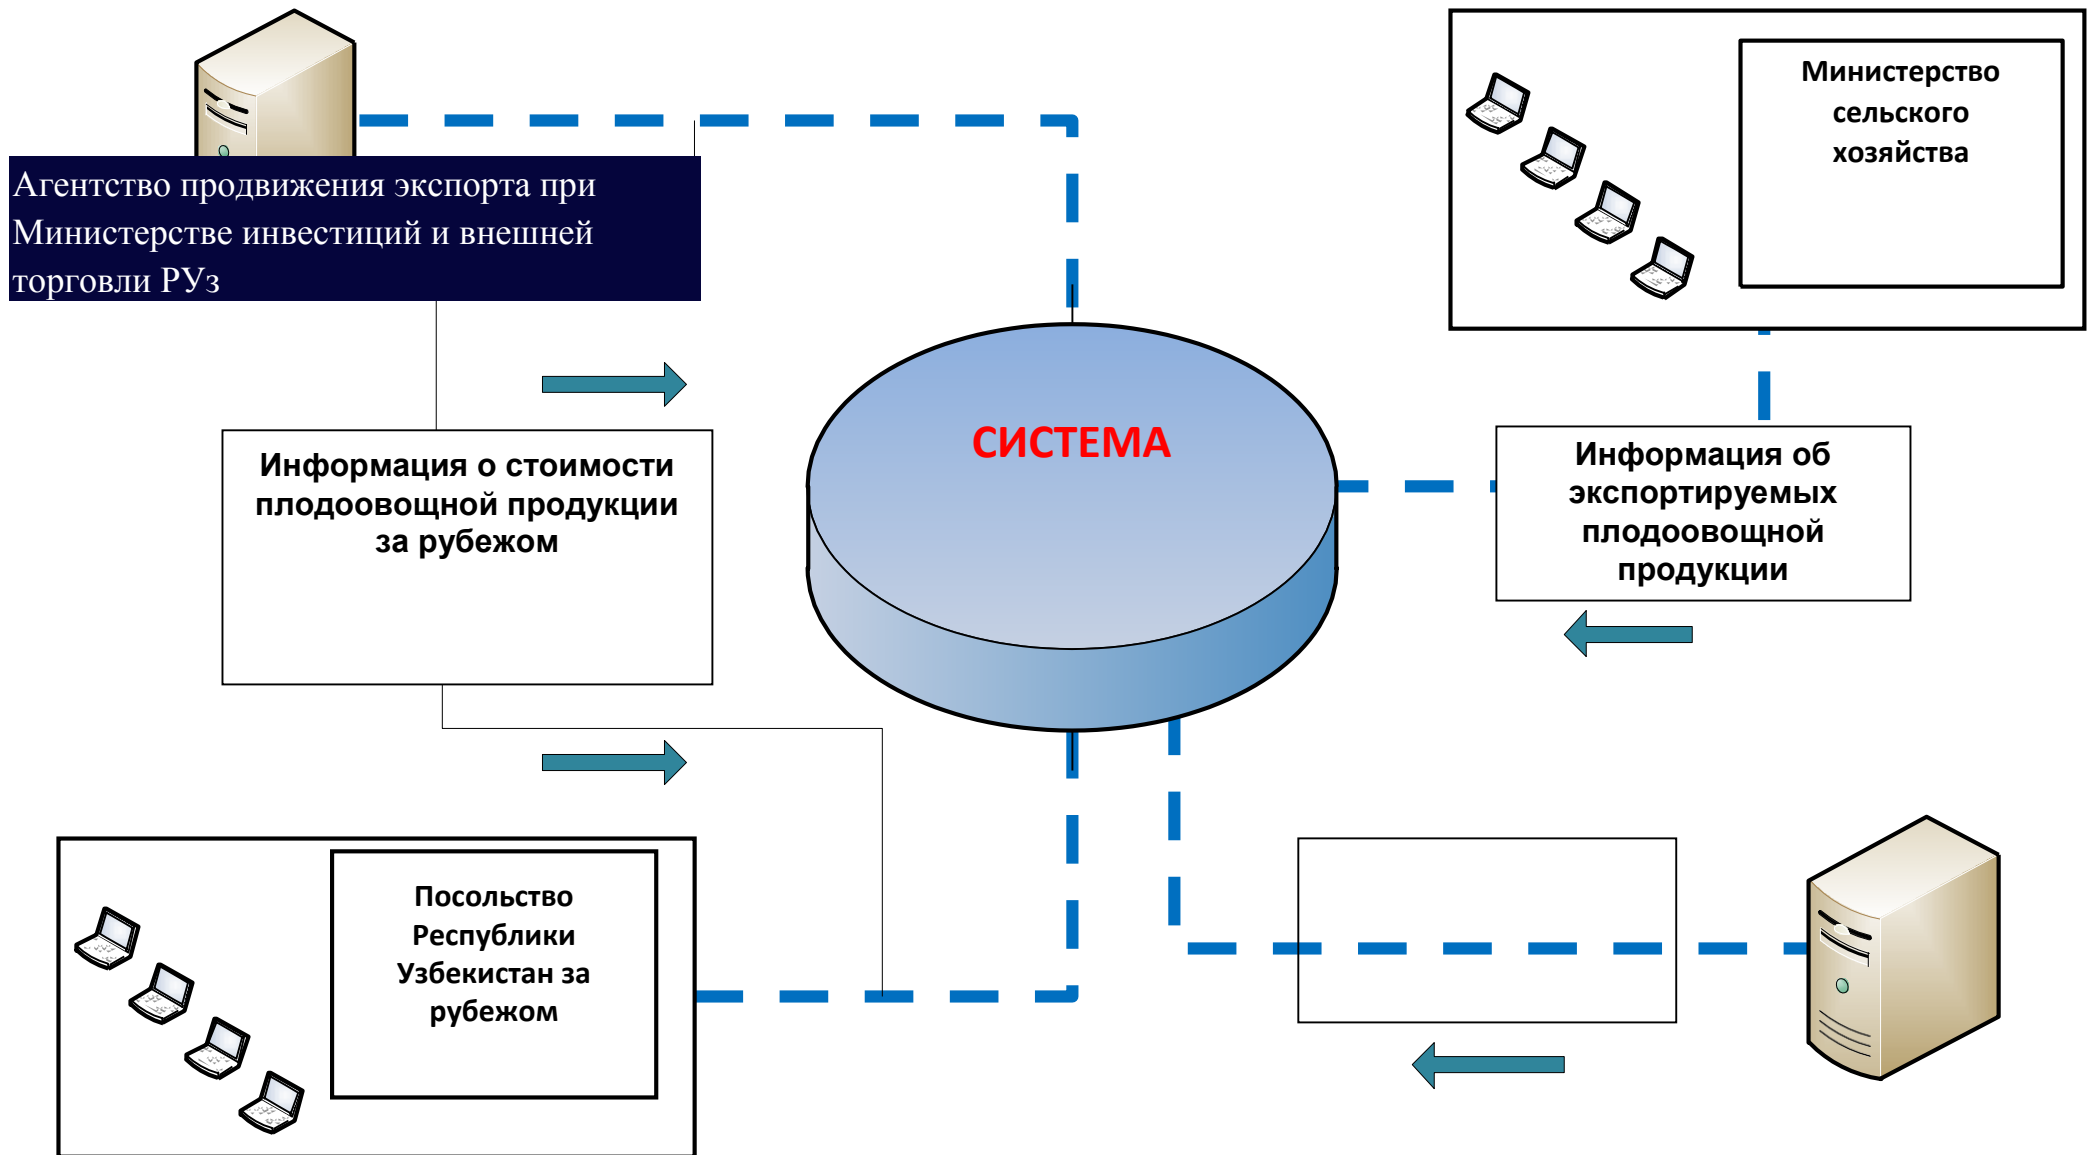 Агентство продвижения экспорта при
Министерстве инвестиций и внешней
торговли РУз
Министерство
сельского
хозяйства
СИСТЕМА
Информация о стоимости
плодоовощной продукции
за рубежом
Информация об
экспортируемых
плодоовощной
продукции
Посольство
Республики
Узбекистан за
рубежом